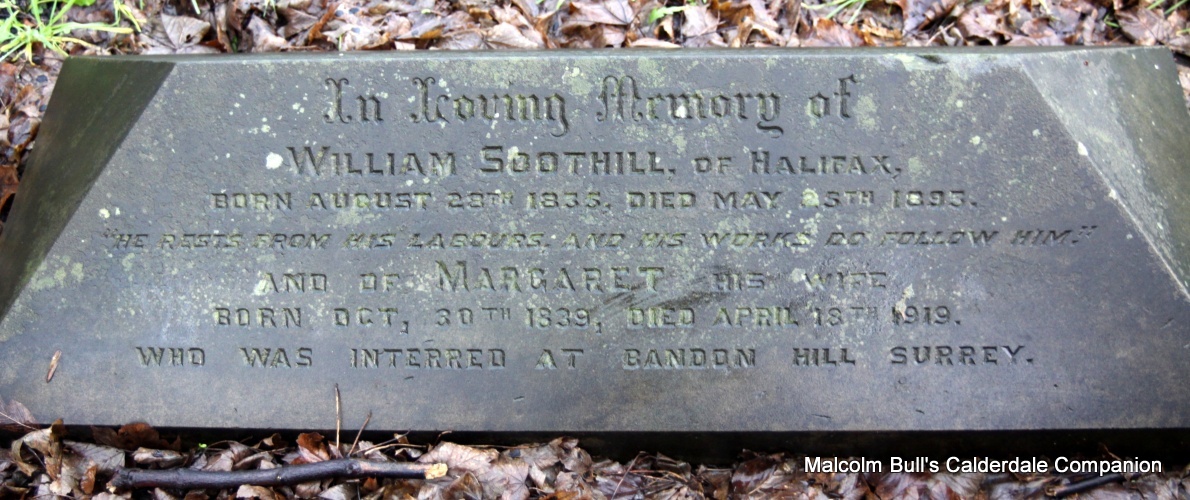 In Loving Memory of
WILLIAM SOOTHILL, OF HALIFAX,
BORN AUGUST 28TH 1835. DIED MAY 25TH 1893.
"HE RESTS FROM HIS LABOURS, AND HIS WORKS DO FOLLOW HIM."
AND OF MARGARET HIS WIFE
BORN OCT, 30TH 1839, DIED APRIL 18TH 1919.
WHO WAS INTERRED AT BANDON HILL SURREY.
Malcolm Bull's Calderdale Companion